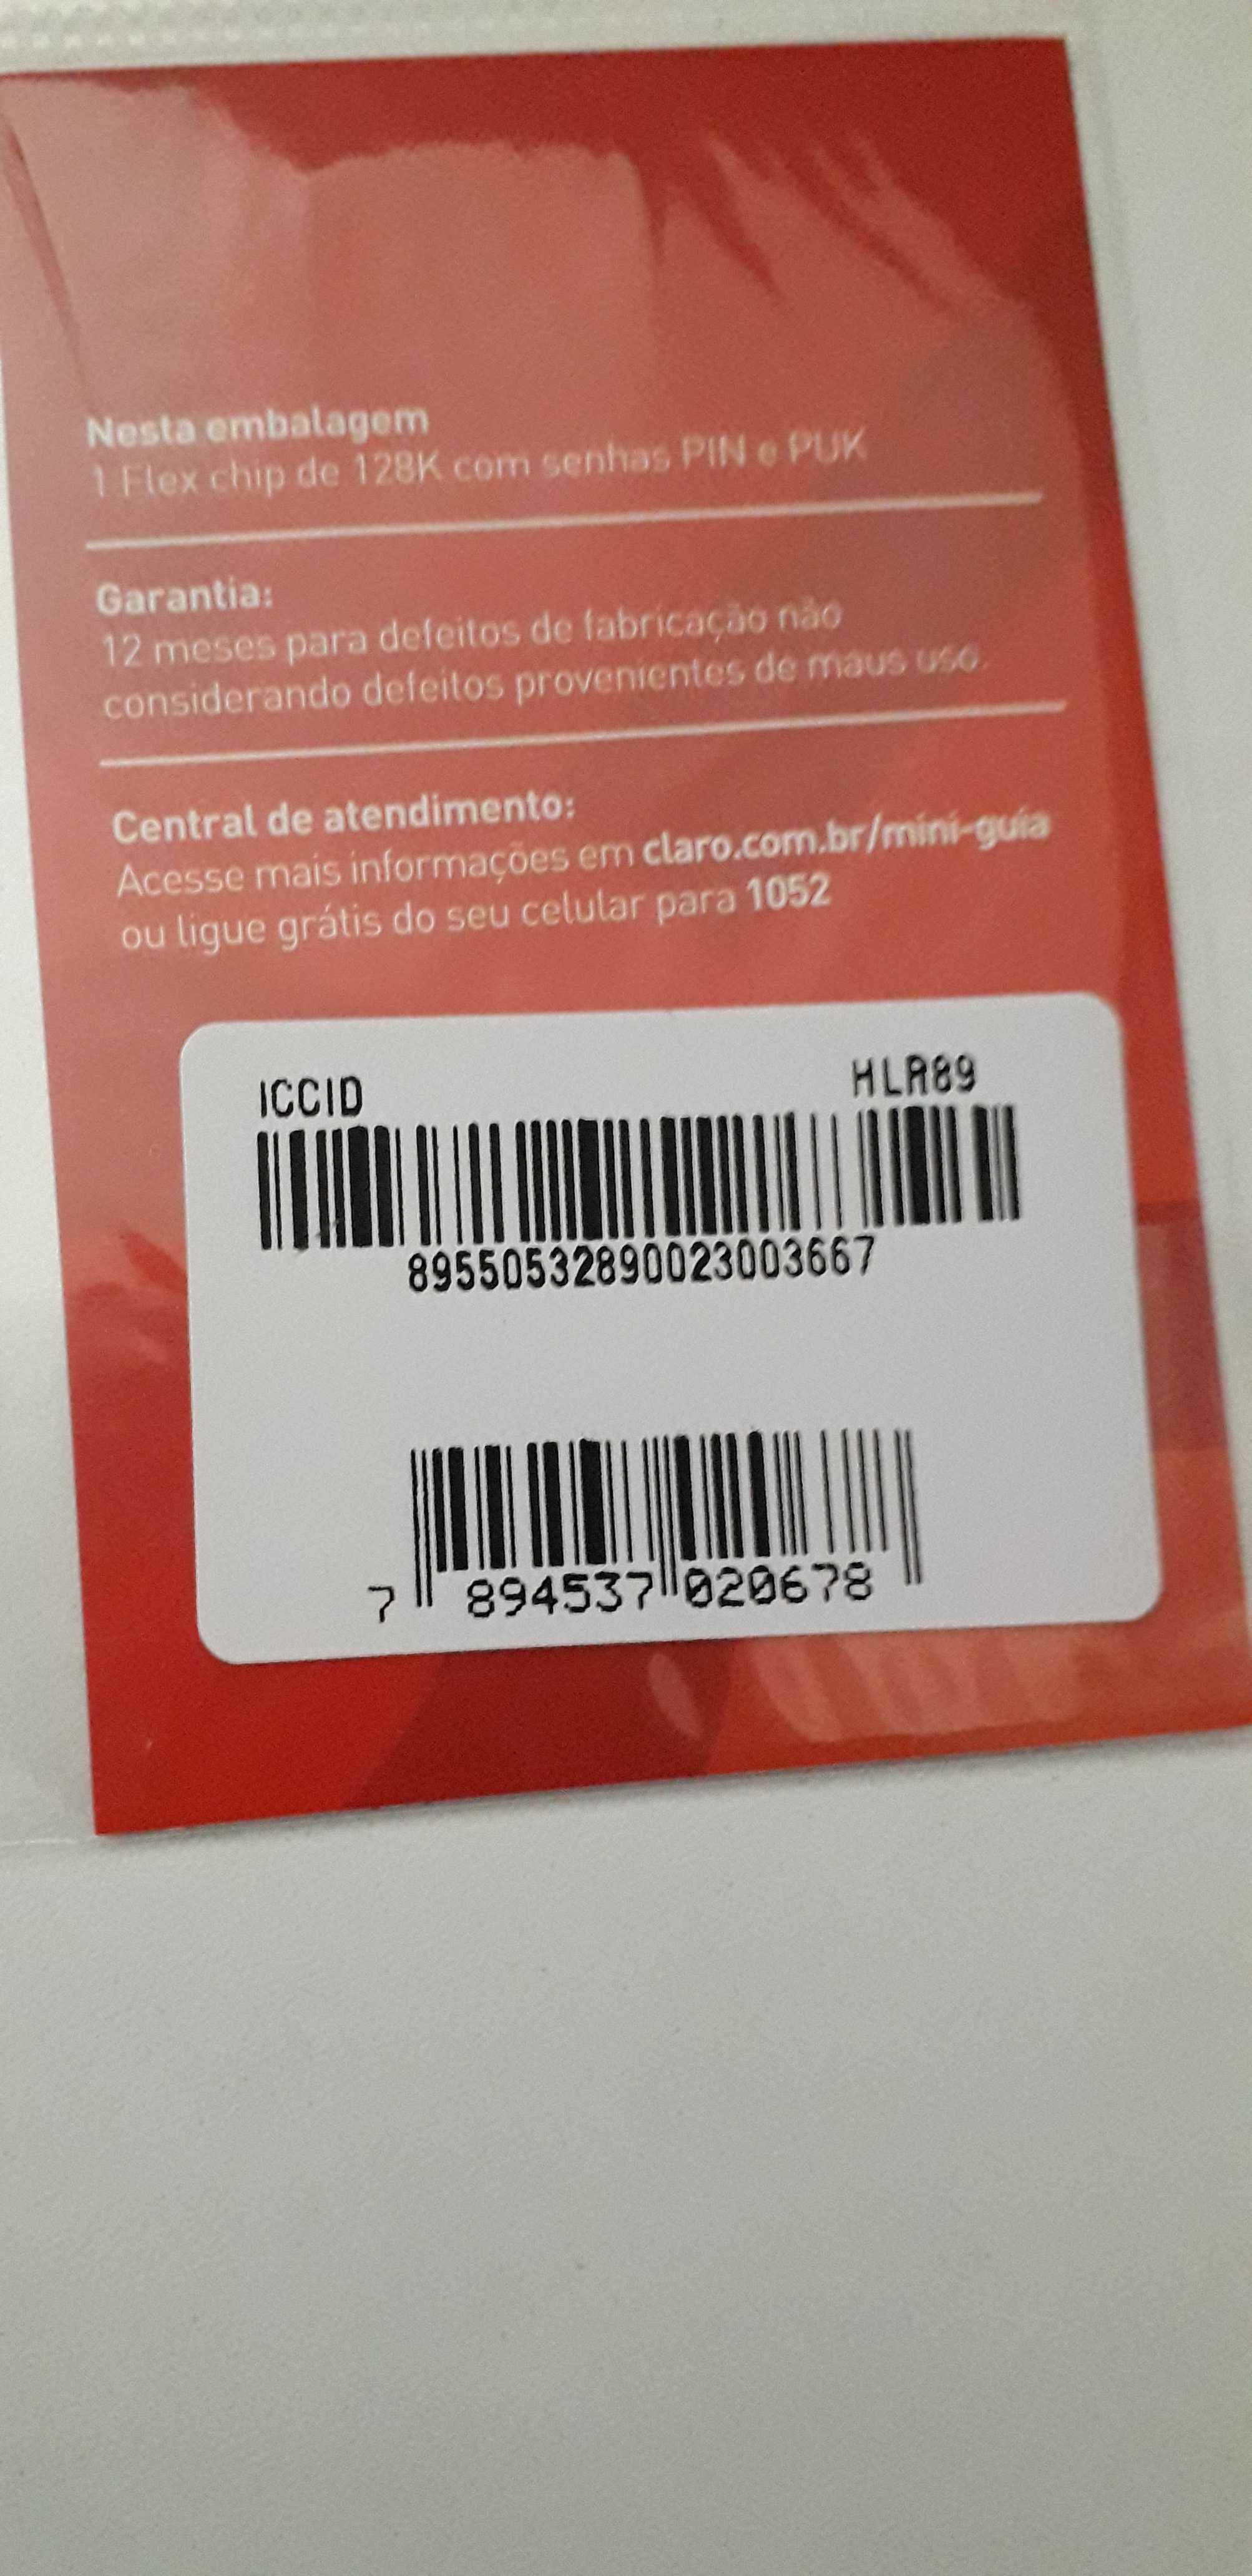 Nesta embalagem
1 Flex chip de 128K com senhas PIN e PUK
Garantia:
12 meses para defeitos de fabricação não
considerando defeitos provenientes de maus uso.
Central de atendimento:
Acesse mais informações em claro.com.br/mini-guia
ou ligue grátis do seu celular para 1052
ICCID HLR89
89550532890023003667
7 894537 020678